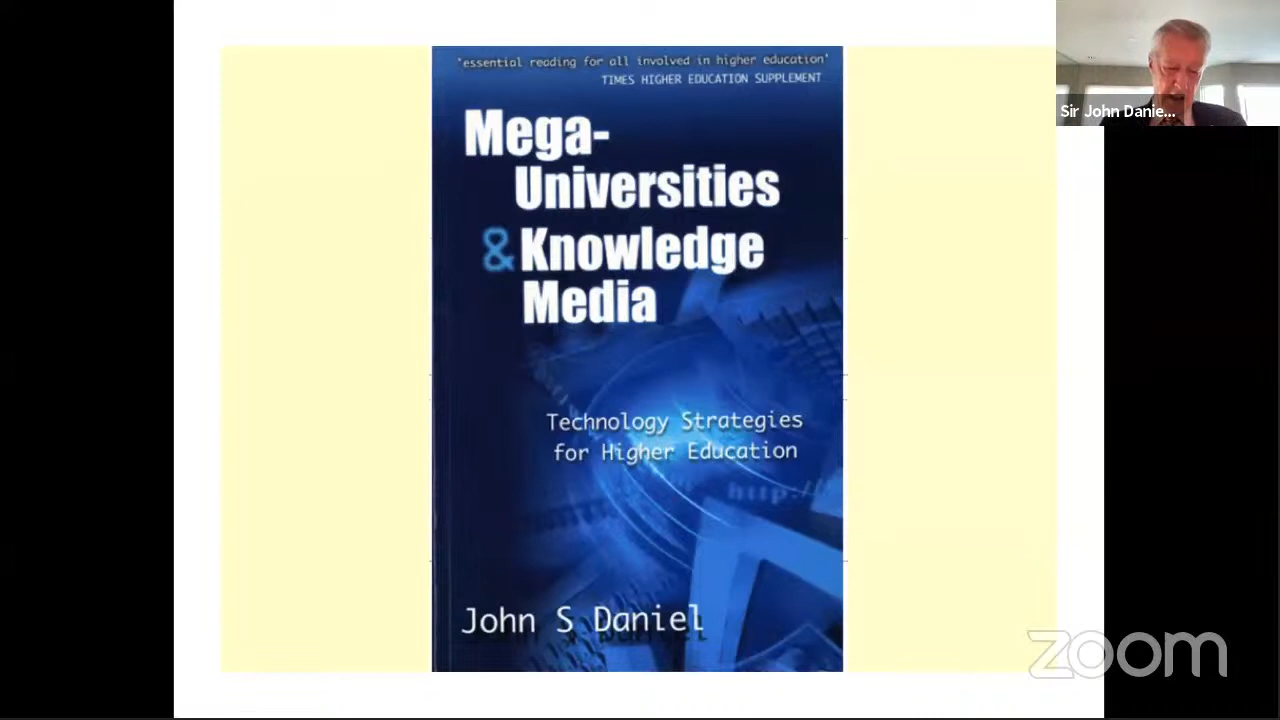 'essential reading for all involved in higher education'
TIMES HIGHER EDUCATION SUPPLEMENT
Mega-
Universities
& Knowledge
Media
Technology Strategies
for Higher Education
http:/
John S Daniel
Sir John Danie...
zoom